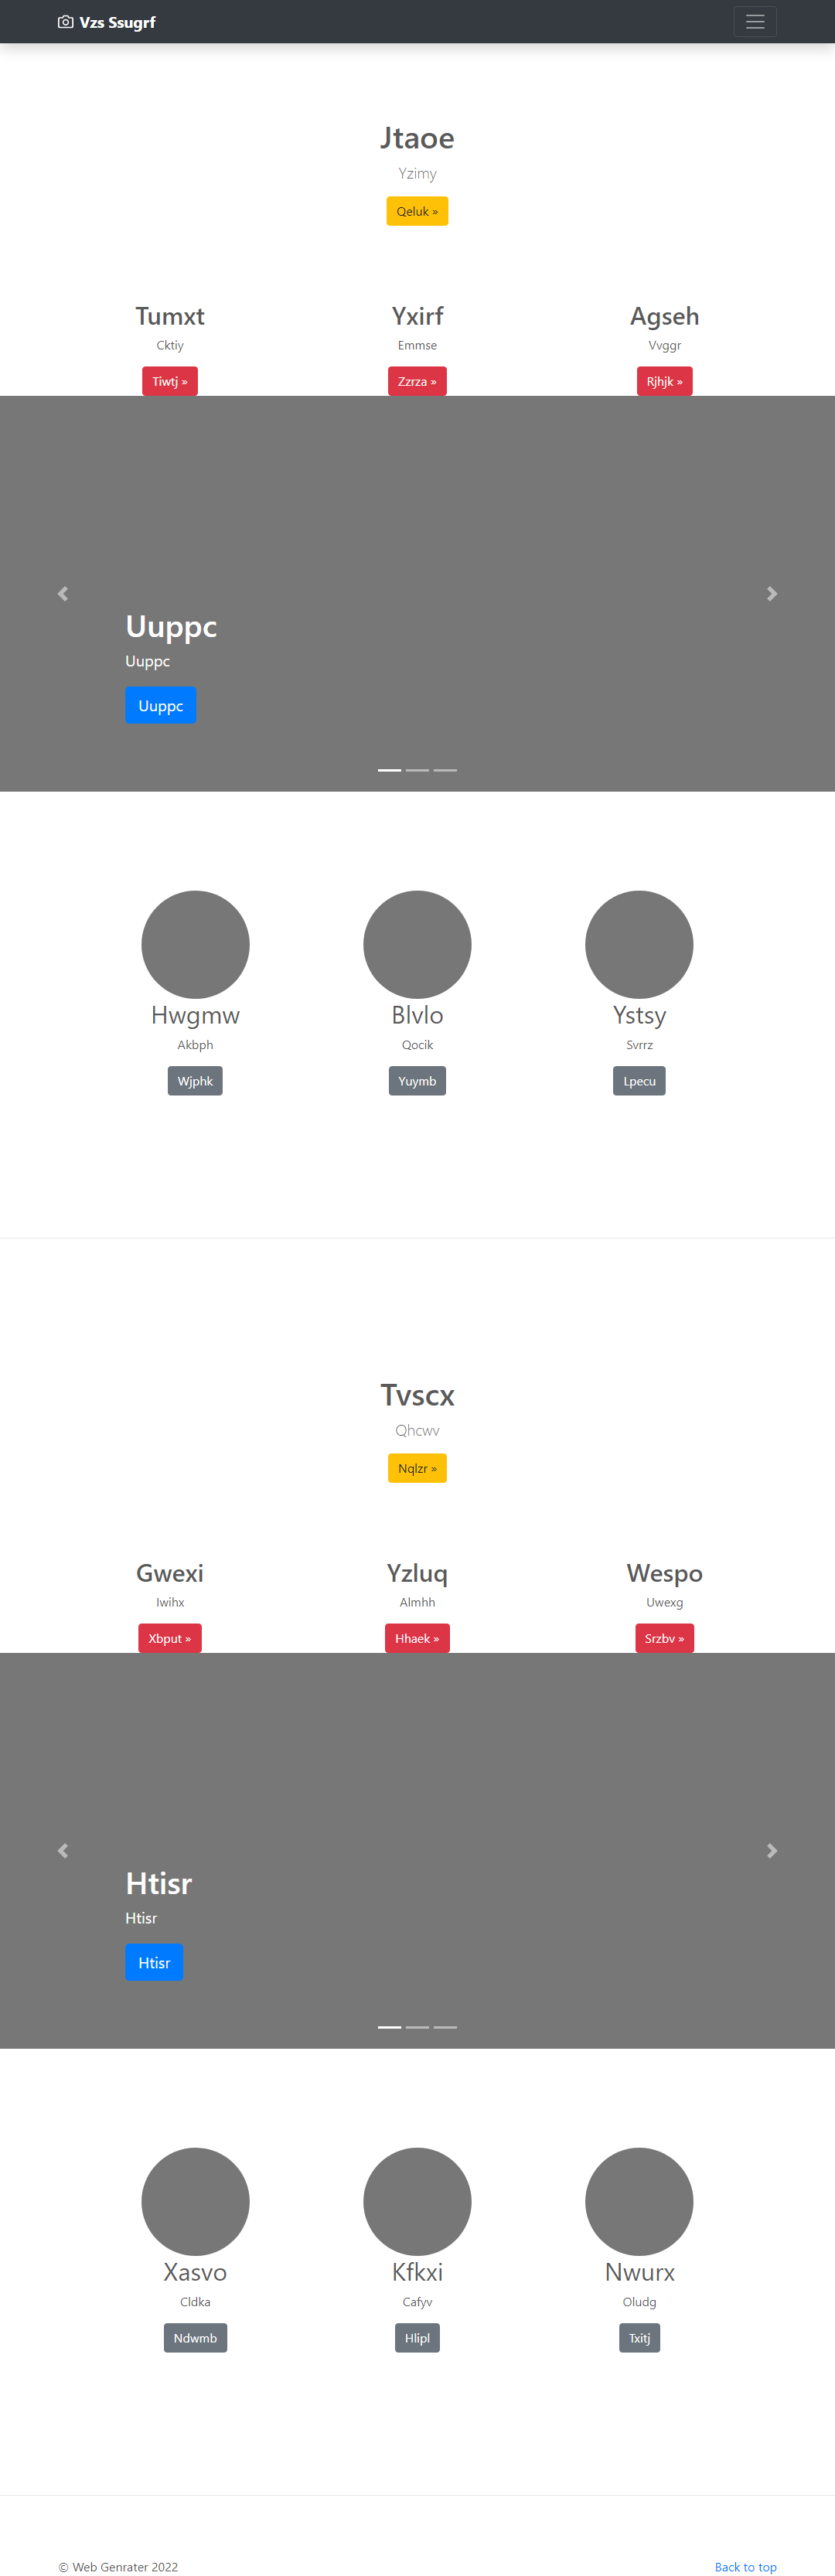 Vzs Ssugrf
Jtaoe
Yzimy
Qeluk »
Tumxt Yxirf Agseh
Cktiy Emmse Vvggr
Tiwtj » Zzrza » Rjhjk »
Uuppc
Uuppc
Uuppc
Hwgmw Blvlo Ystsy
Akbph Qocik Svrrz
Wjphk Yuymb Lpecu
Tvscx
Qhcwv
Nqlzr »
Gwexi Yzluq Wespo
Iwihx Almhh Uwexg
Xbput » Hhaek » Srzbv »
Htisr
Htisr
Htisr
Xasvo Kfkxi Nwurx
Cldka Cafyv Oludg
Ndwmb Hlipl Txitj
© Web Genrater 2022 Back to top